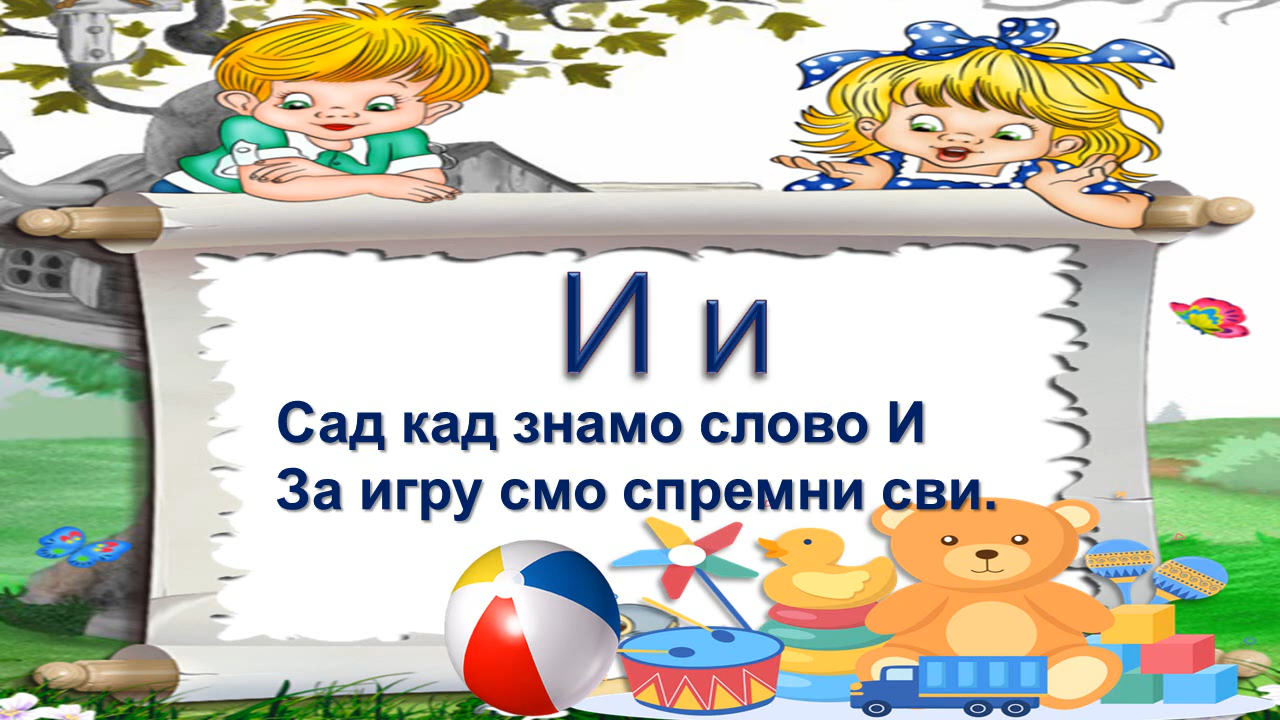 И и
Сад кад знамо слово И
За игру смо спремни сви.